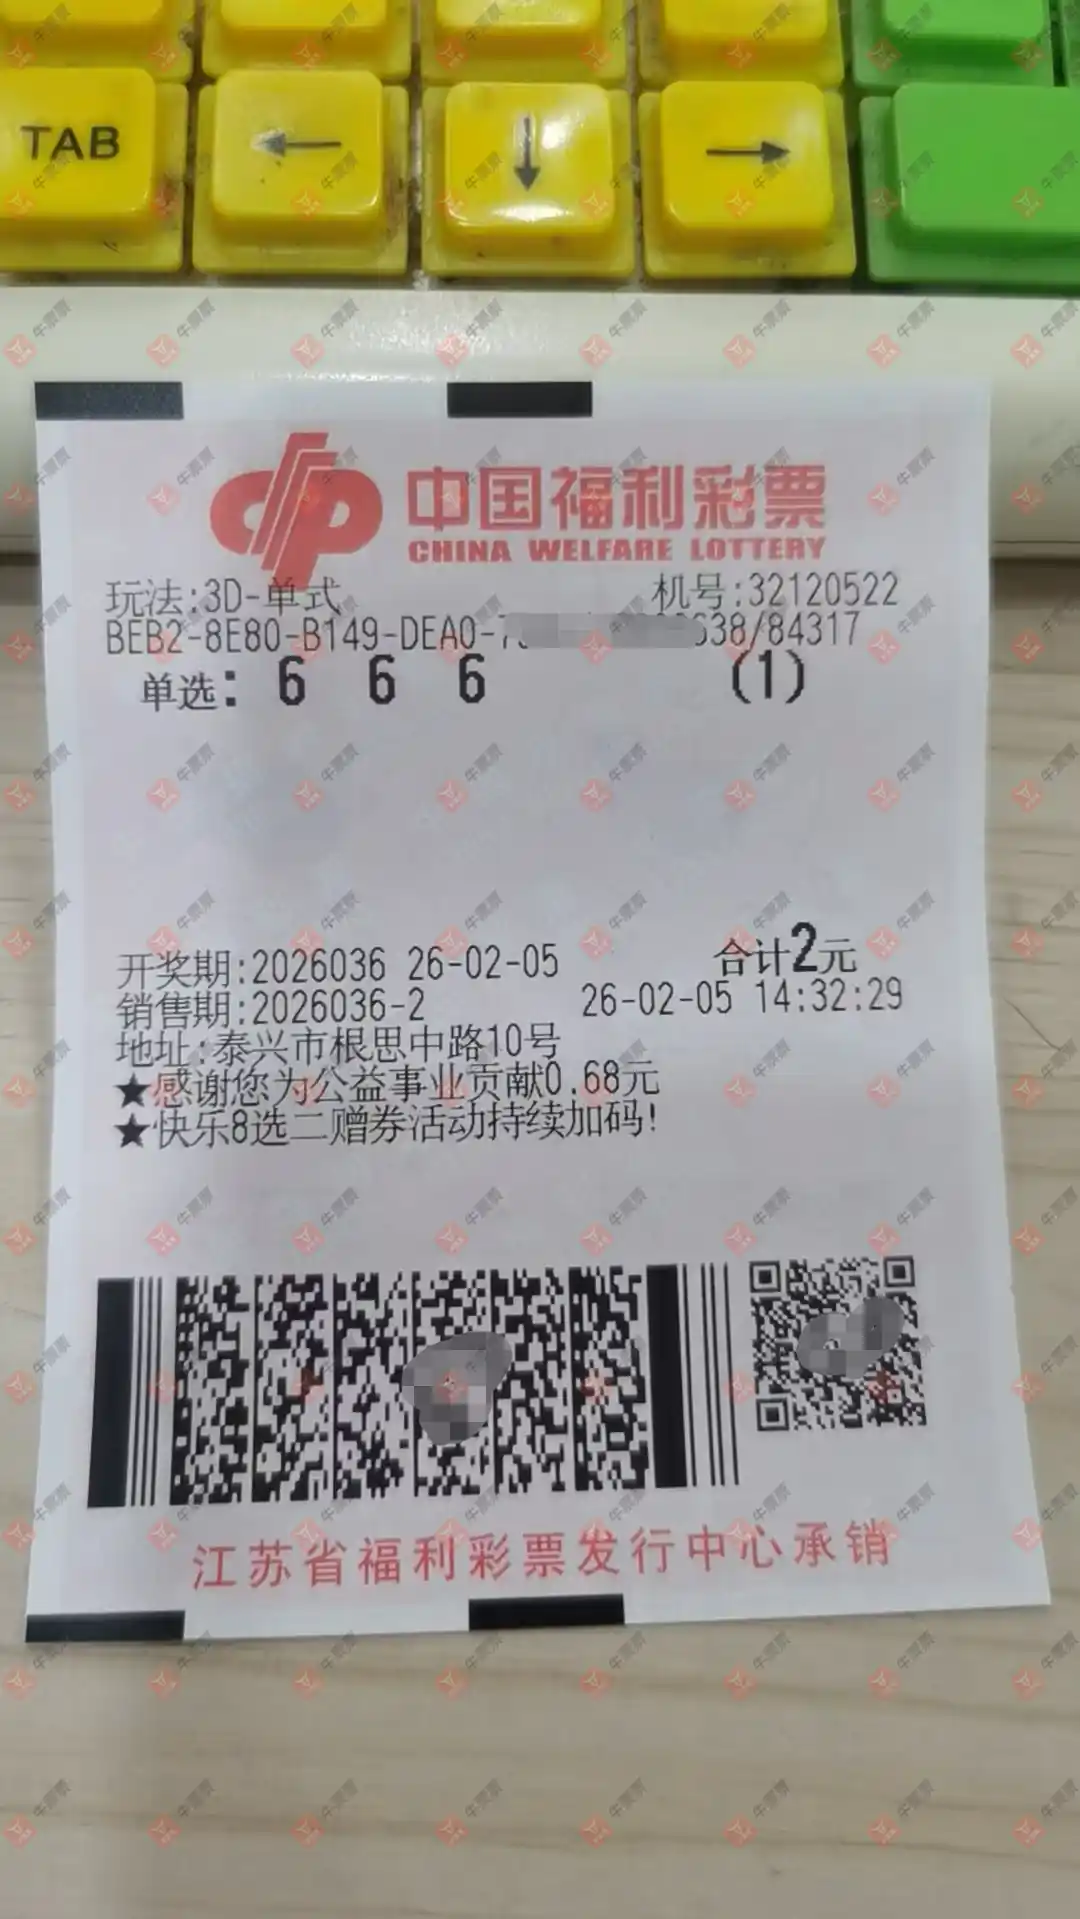 TAB
中国福利彩票
CHINA WELFARE LOTTERY
玩法:3D-单式 机号:32120522
BEB2-8E80-B149-DEA0-7 638/84317
单选: 6 6 6 (1)
开奖期:2026036 26-02-05 合计2元
销售期:2026036-2 26-02-05 14:32:29
地址:泰兴市根思中路10号
★感谢您为公益事业贡献0.68元
★快乐8选二赠券活动持续加码!
江苏省福利彩票发行中心承销
牛票票